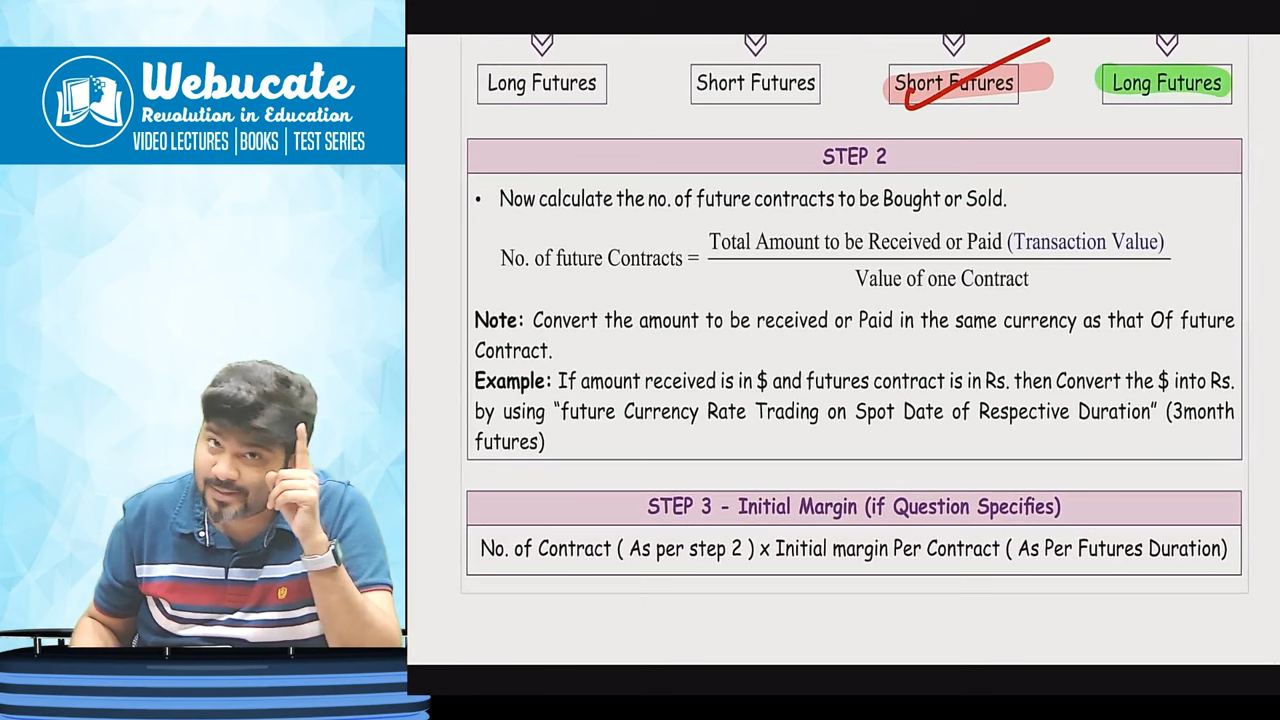 Webucate
Revolution in Education
VIDEO LECTURES | BOOKS | TEST SERIES
Long Futures
Short Futures
Short Futures
Long Futures
STEP 2
• Now calculate the no. of future contracts to be Bought or Sold.
No. of future Contracts = Total Amount to be Received or Paid (Transaction Value)
Value of one Contract
Note: Convert the amount to be received or Paid in the same currency as that Of future
Contract.
Example: If amount received is in $ and futures contract is in Rs. then Convert the $ into Rs.
by using “future Currency Rate Trading on Spot Date of Respective Duration” (3month
futures)
STEP 3 - Initial Margin (if Question Specifies)
No. of Contract ( As per step 2 ) x Initial margin Per Contract ( As Per Futures Duration)